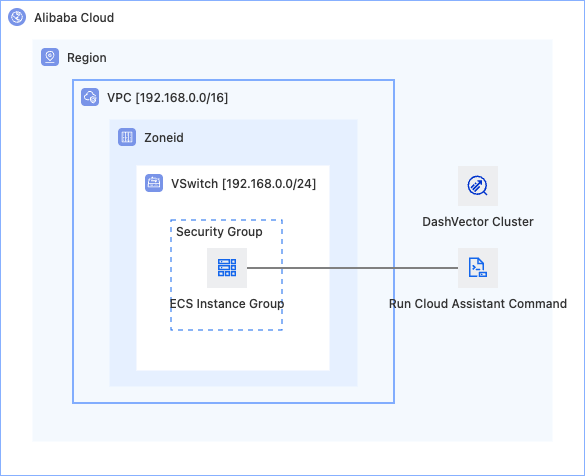 Alibaba Cloud
Region
VPC [192.168.0.0/16]
Zoneid
VSwitch [192.168.0.0/24]
Security Group
ECS Instance Group
DashVector Cluster
Run Cloud Assistant Command